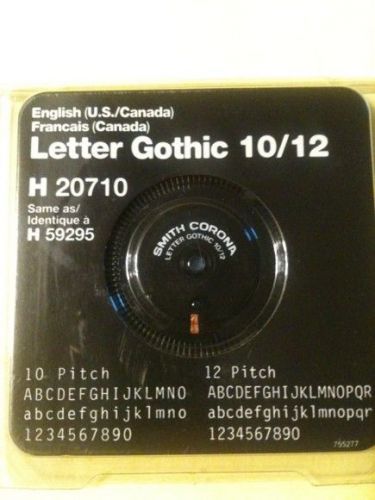 English (U.S./Canada)
Francais (Canada)
Letter Gothic 10/12
H 20710
Same as/
Identique à
H 59295
SMITH CORONA
LETTER GOTHIC 10/12
10 Pitch
ABCDEFGHIJKLMNO
abcdefghijklmno
1234567890
12 Pitch
ABCDEFGHIJKLMNOPQR
abcdefghijklmnopqr
1234567890